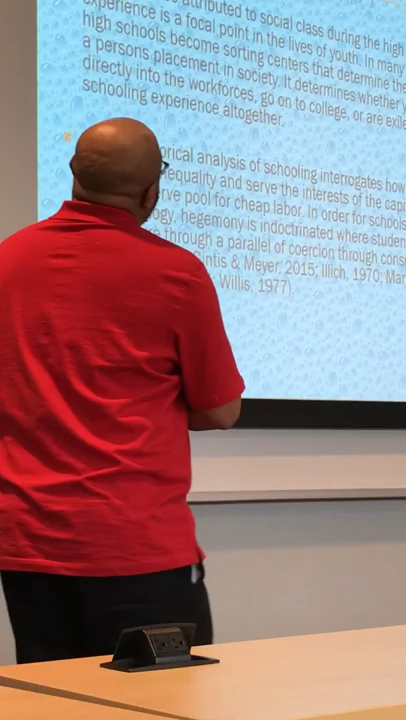 attributed to social class during the high
experience is a focal point in the lives of youth. In many
high schools become sorting centers that determine the
a persons placement in society. It determines whether y
directly into the workforces, go on to college, or are exile
schooling experience altogether.
orical analysis of schooling interrogates how
equality and serve the interests of the capi
rve pool for cheap labor. In order for schools
ogy, hegemony is indoctrinated where studen
through a parallel of coercion through cons
Gintis & Meyer, 2015; Illich, 1970; Mar
Willis, 1977).